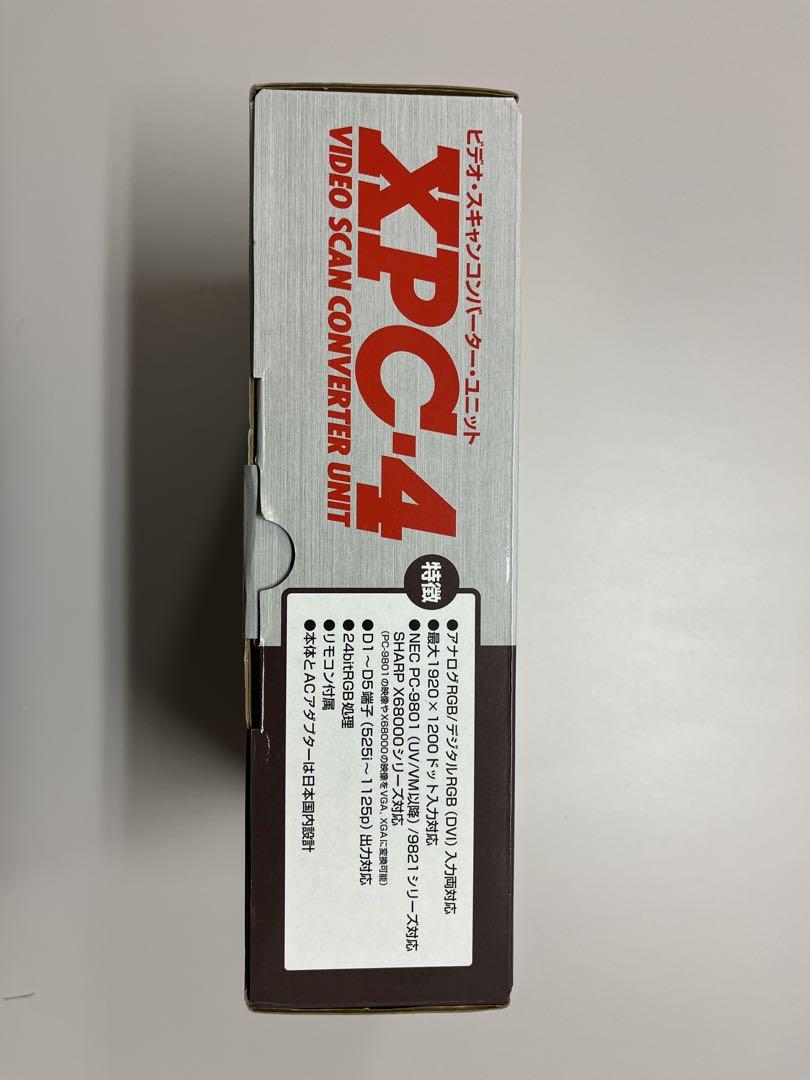 ビデオ・スキャンコンバーター・ユニット
XPC-4
VIDEO SCAN CONVERTER UNIT
特徴
●アナログRGB/デジタルRGB（DVI）入力両対応
●最大1920×1200ドット入力対応
●NEC PC-9801（UV/VM以降）/9821シリーズ対応
SHARP X68000シリーズ対応
（PC-9801の映像やX68000の映像をVGA, XGAに変換可能）
●D1～D5端子（525i～1125p）出力対応
●24bitRGB処理
●リモコン付属
●本体とACアダプターは日本国内設計